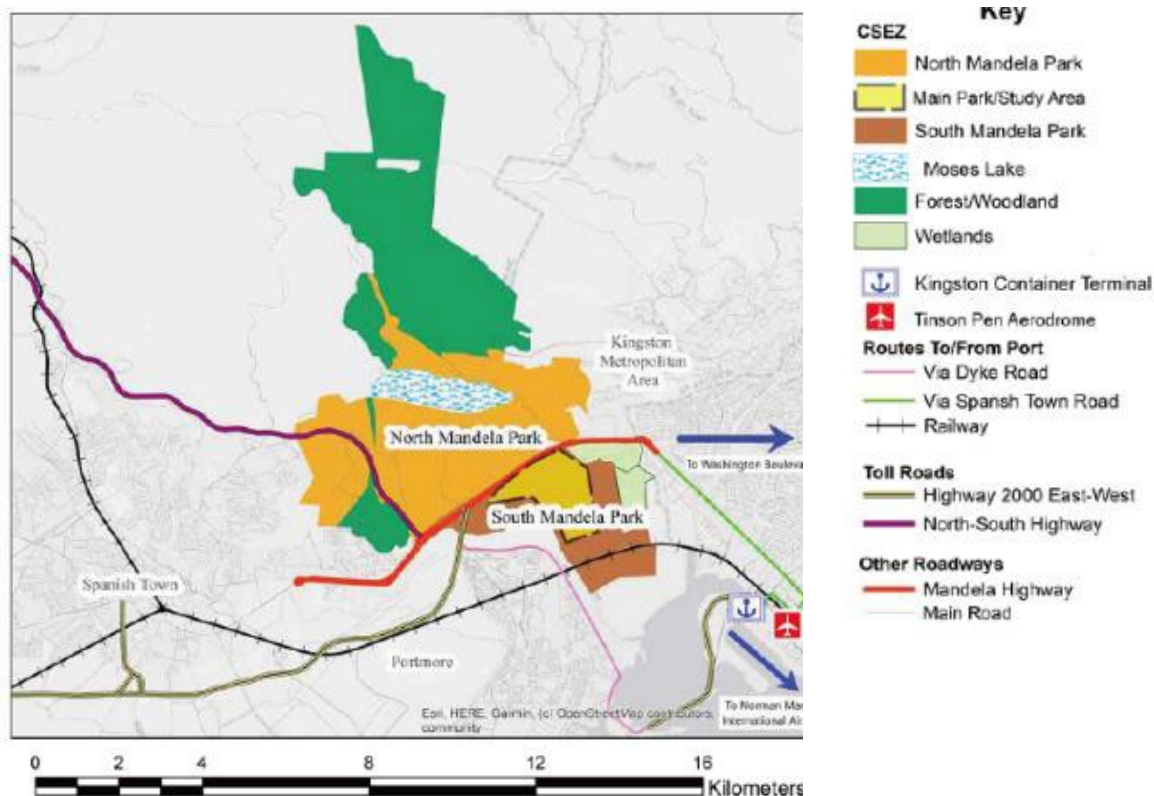 Kingston
Metropolitan
Area
North Mandela Park
To Washington Bouleva
South Mandela Park
Spanish Town
Portmore
Esri, HERE, Garmin, (c) OpenStreetMap contributors,
community
To Norman Man
International Air
0 2 4 8 12 16
Kilometers
Key
CSEZ
North Mandela Park
Main Park/Study Area
South Mandela Park
Moses Lake
Forest/Woodland
Wetlands
Kingston Container Terminal
Tinson Pen Aerodrome
Routes To/From Port
Via Dyke Road
Via Spansh Town Road
Railway
Toll Roads
Highway 2000 East-West
North-South Highway
Other Roadways
Mandela Highway
Main Road